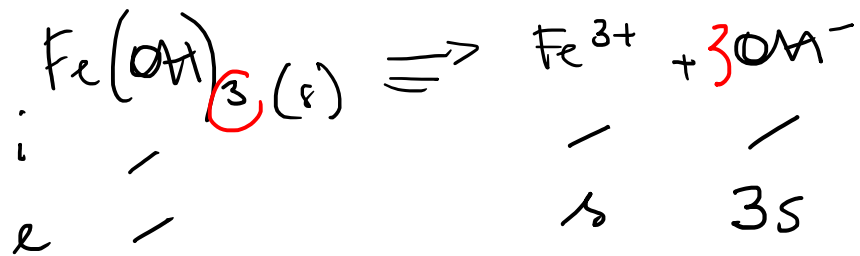 Fe(OH)₃(s) ⇌ Fe³⁺ + 3OH⁻
i / / /
e / s 3s